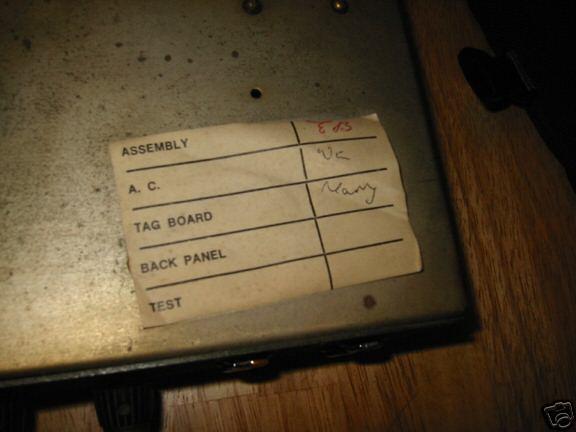 ASSEMBLY
A. C.
TAG BOARD
BACK PANEL
TEST